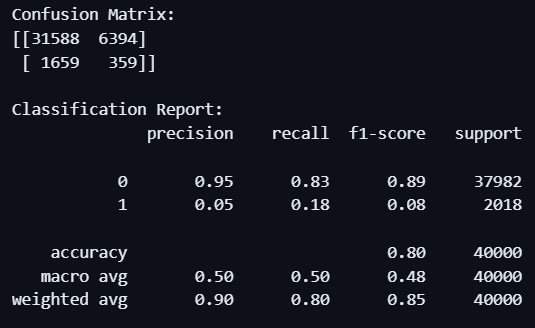 Confusion Matrix:
[[31588  6394]
 [ 1659   359]]
Classification Report:
              precision    recall  f1-score   support
           0       0.95      0.83      0.89     37982
           1       0.05      0.18      0.08      2018
    accuracy                           0.80     40000
   macro avg       0.50      0.50      0.48     40000
weighted avg       0.90      0.80      0.85     40000